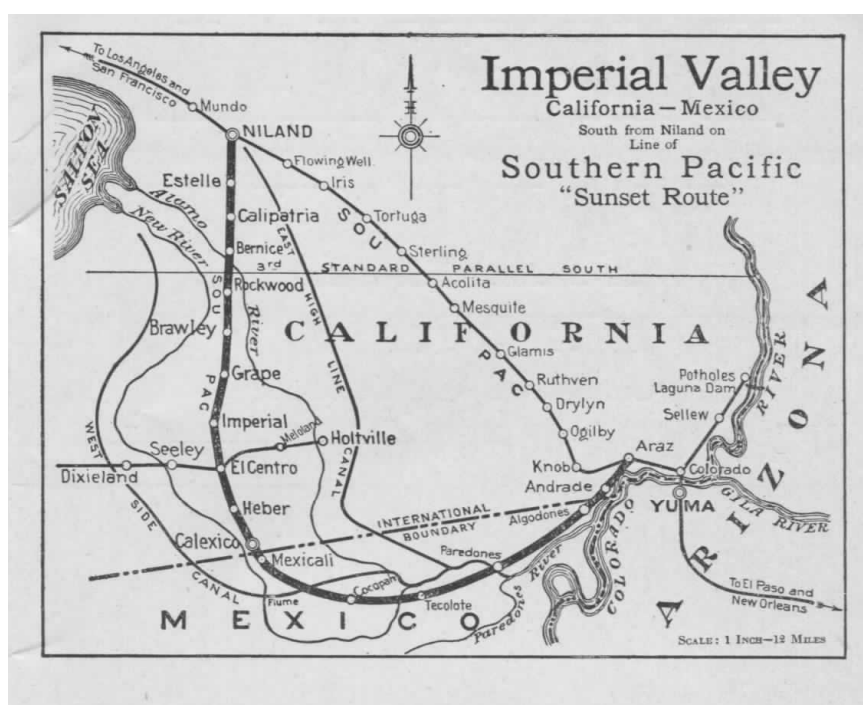 Imperial Valley
California — Mexico
South from Niland on
Line of
Southern Pacific
"Sunset Route"
To Los Angeles and
San Francisco
Mundo
NILAND
SALTON
SEA
Flowing Well
Estelle
Iris
Alamo
New River
Calipatria
Tortuga
SOU
EAST
Bernice
Sterling
3rd STANDARD PARALLEL SOUTH
SOU
Rockwood
HIGH
Acolita
Mesquite
River
Brawley
CALIFORNIA
LINE
Glamis
PAC
Grape
PAC
Ruthven
Potholes
Laguna Dam
RIVER
ARIZONA
Drylyn
Sellew
Imperial
Meloland
Holtville
Ogilby
WEST
Seeley
Araz
Dixieland
El Centro
CANAL
Knob
Colorado
Andrade
YUMA
GILA RIVER
SIDE
Heber
INTERNATIONAL
BOUNDARY
Algodones
COLORADO
Calexico
Mexicali
Paredones
River
CANAL
Fiume
Cocopah
Tecolote
Paredones
To El Paso and
New Orleans
MEXICO
SCALE: 1 INCH—12 MILES